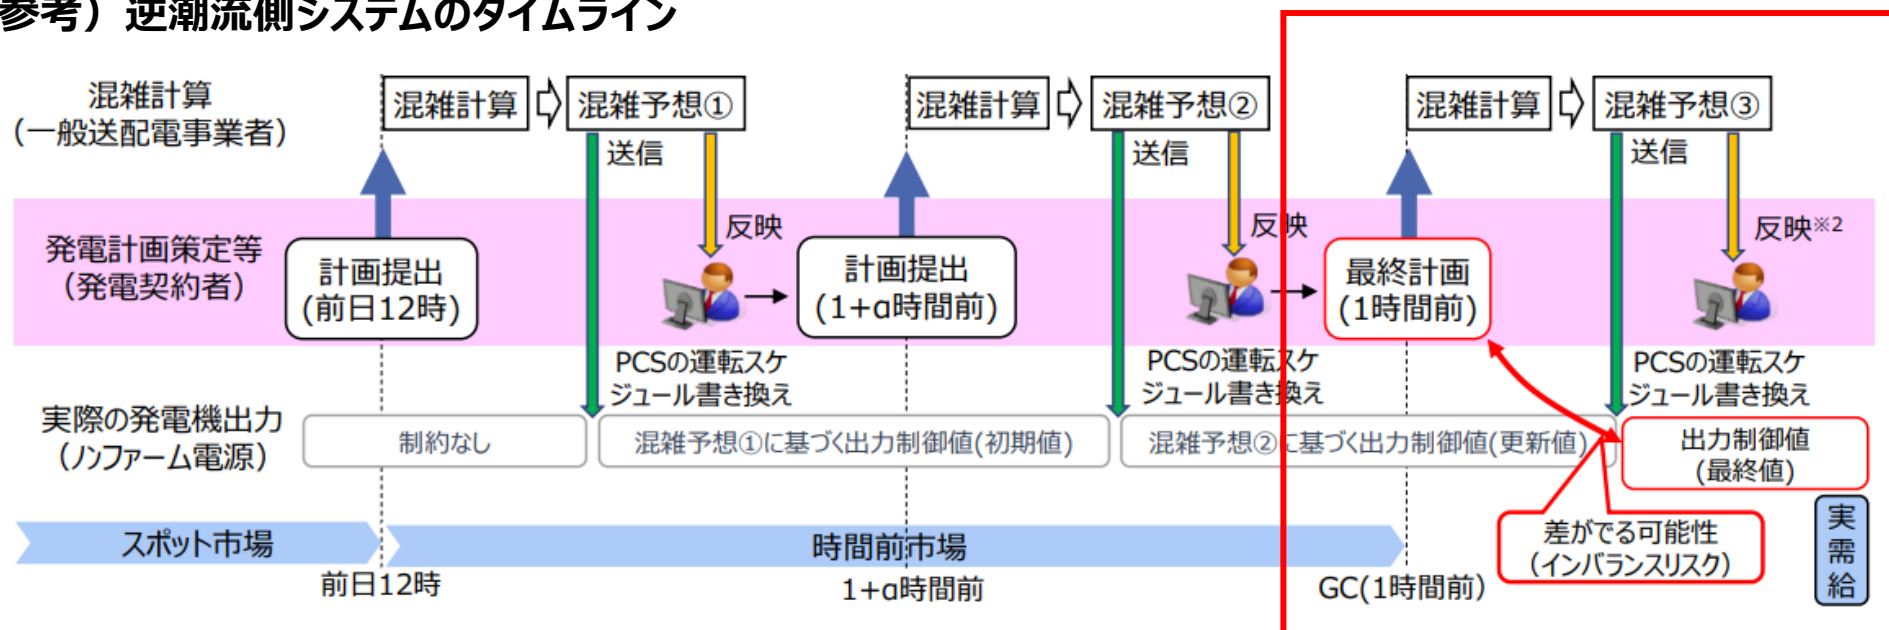 参考）逆潮流側システムのタイムライン
混雑計算
（一般送配電事業者）
混雑計算
混雑予想①
混雑計算
混雑予想②
混雑計算
混雑予想③
送信
送信
送信
発電計画策定等
（発電契約者）
計画提出
(前日12時)
反映
計画提出
(1+α時間前)
反映
最終計画
(1時間前)
反映※2
PCSの運転スケ
ジュール書き換え
PCSの運転スケ
ジュール書き換え
PCSの運転スケ
ジュール書き換え
実際の発電機出力
（ノンファーム電源）
制約なし
混雑予想①に基づく出力制御値(初期値)
混雑予想②に基づく出力制御値(更新値)
出力制御値
(最終値)
差がでる可能性
（インバランスリスク）
スポット市場
時間前市場
実需給
前日12時
1+α時間前
GC(1時間前）